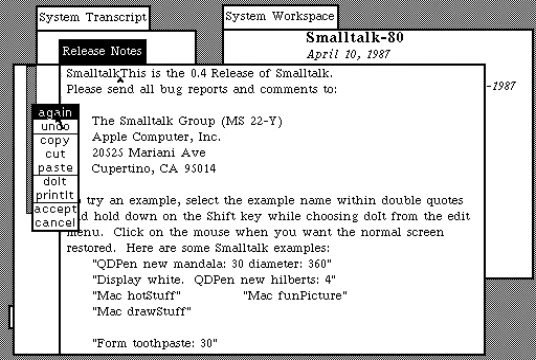 System Transcript
System Workspace
Smalltalk-80
April 10, 1987
Release Notes
-1987
SmalltalkThis is the 0.4 Release of Smalltalk.
Please send all bug reports and comments to:
The Smalltalk Group (MS 22-Y)
Apple Computer, Inc.
20525 Mariani Ave
Cupertino, CA 95014
again
undo
copy
cut
paste
doIt
printIt
accept
cancel
try an example, select the example name within double quotes
hold down on the Shift key while choosing doIt from the edit
menu. Click on the mouse when you want the normal screen
restored. Here are some Smalltalk examples:
"QDPen new mandala: 30 diameter: 360"
"Display white. QDPen new hilberts: 4"
"Mac hotStuff" "Mac funPicture"
"Mac drawStuff"
"Form toothpaste: 30"